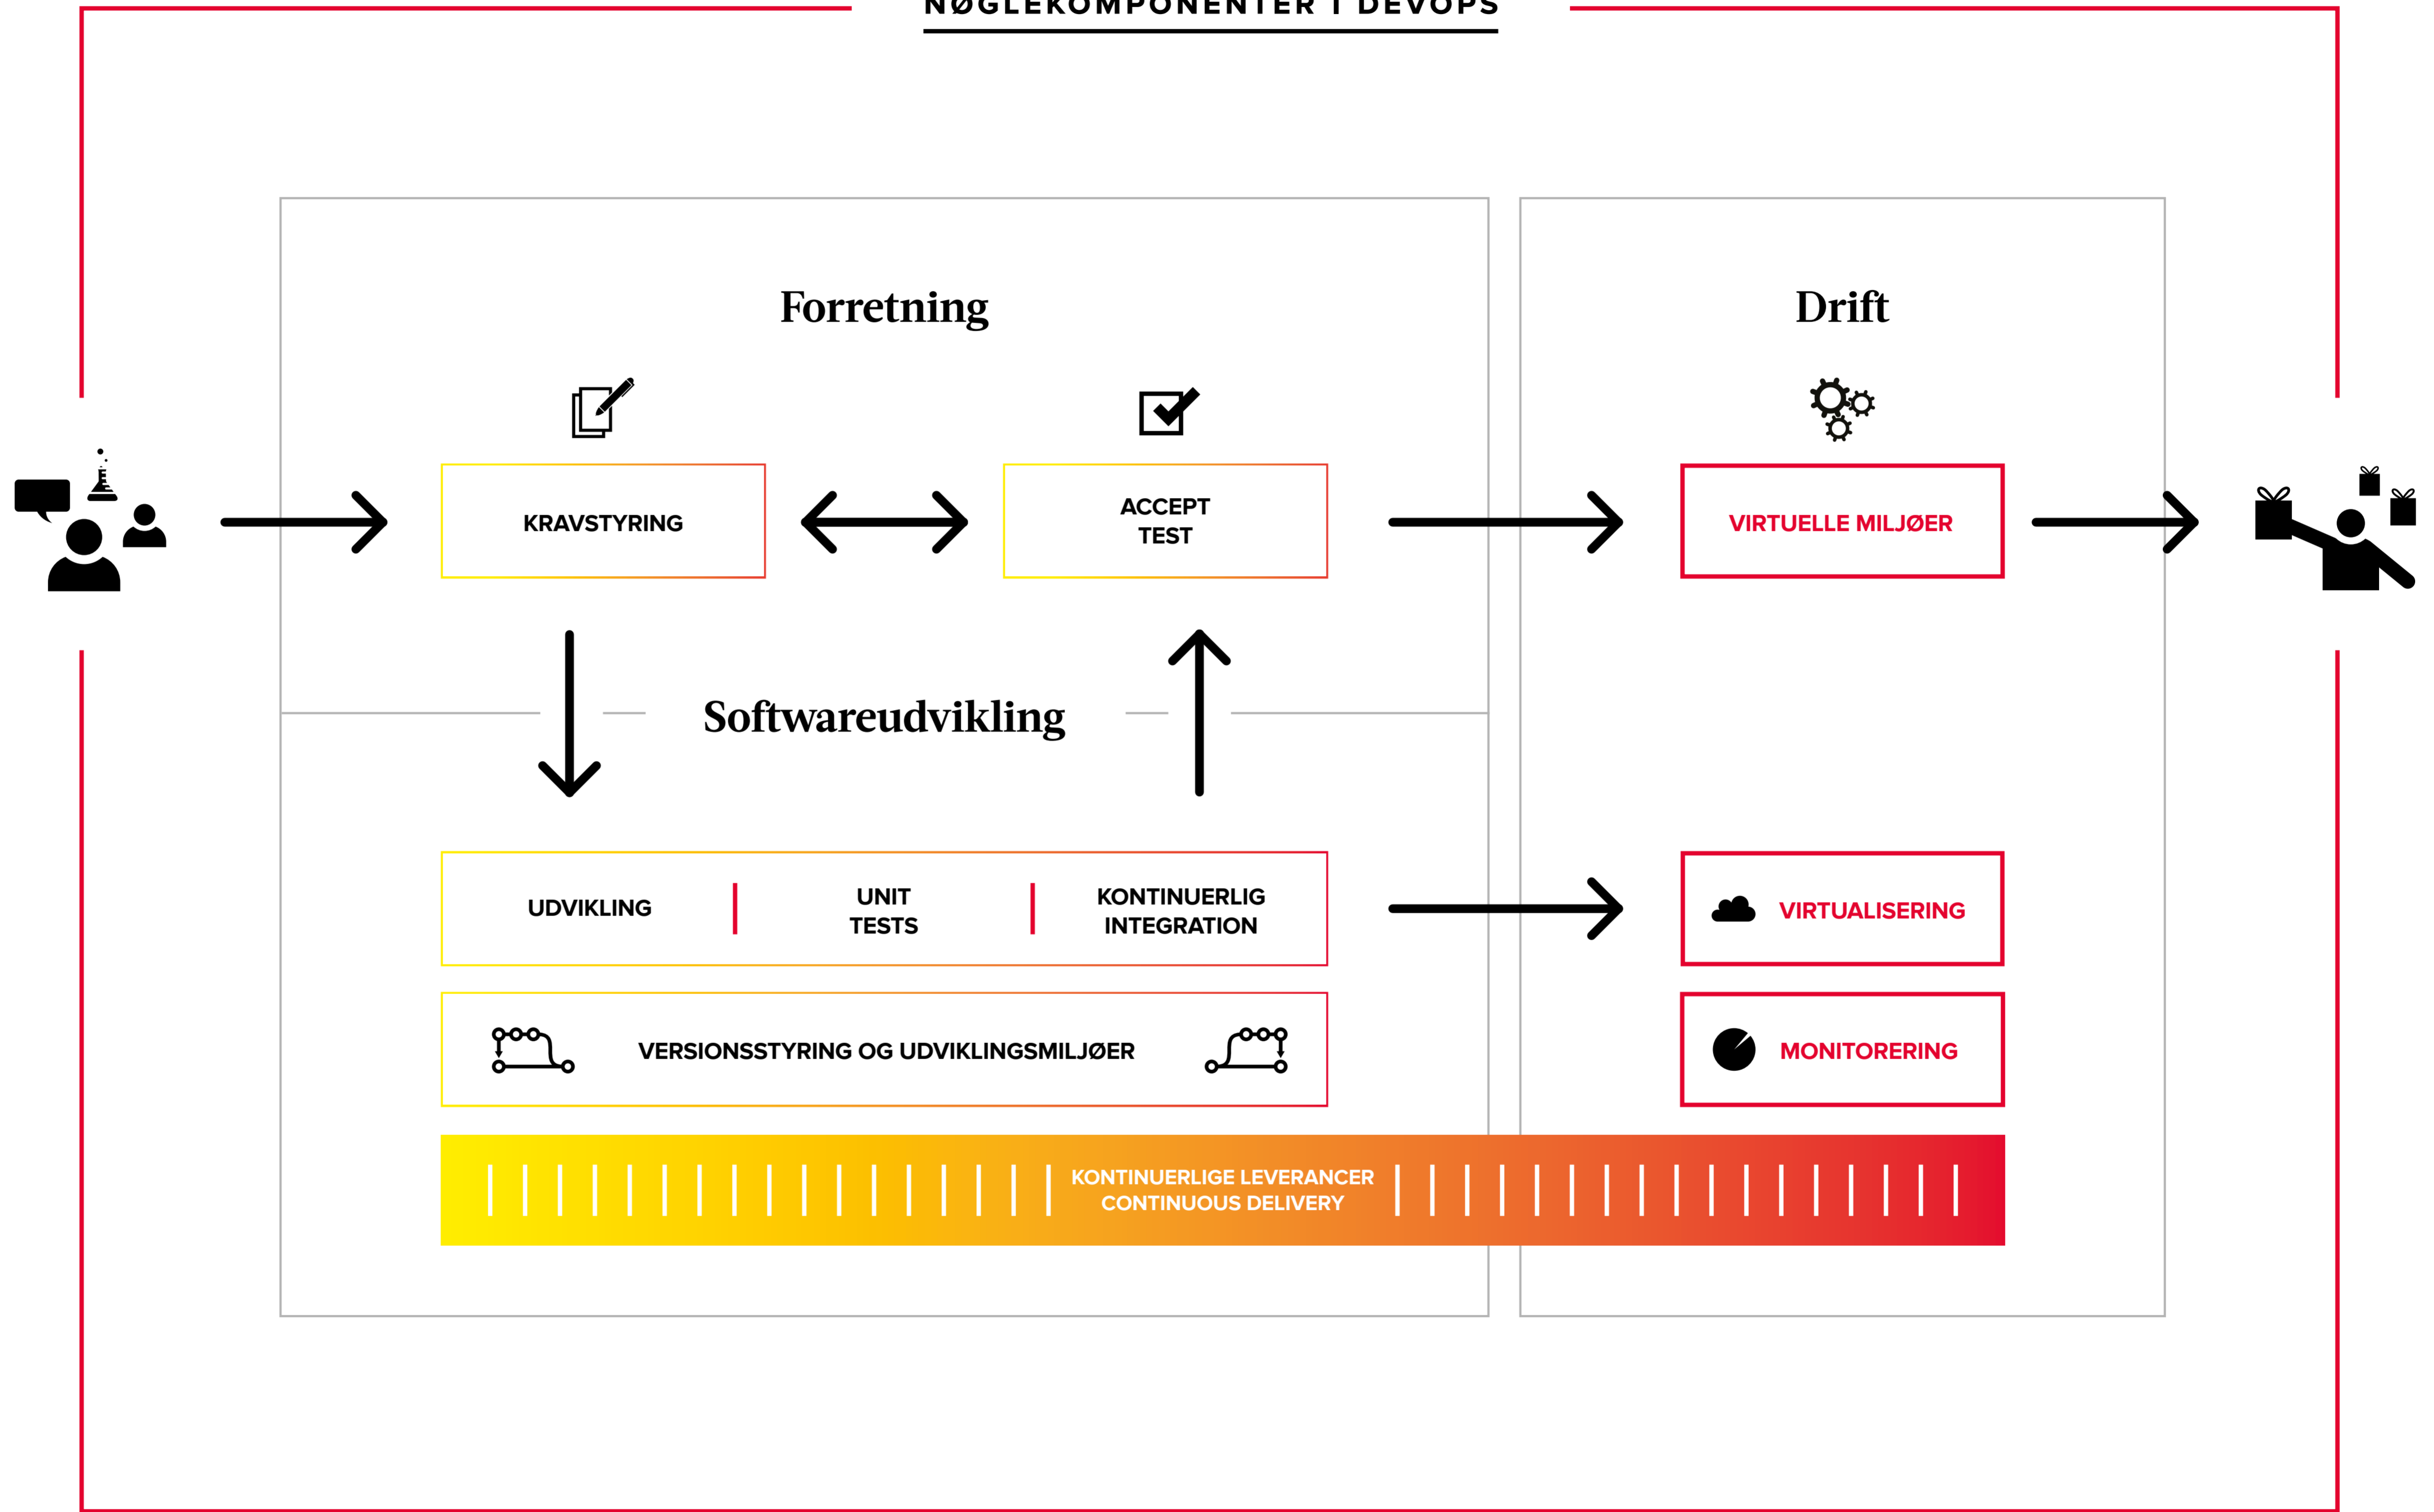 NØGLEKOMPONENTER I DEVOPS
Forretning
Drift
KRAVSTYRING
ACCEPT
TEST
VIRTUELLE MILJØER
Softwareudvikling
UDVIKLING
UNIT
TESTS
KONTINUERLIG
INTEGRATION
VIRTUALISERING
VERSIONSSTYRING OG UDVIKLINGSMILJØER
MONITORERING
KONTINUERLIGE LEVERANCER
CONTINUOUS DELIVERY